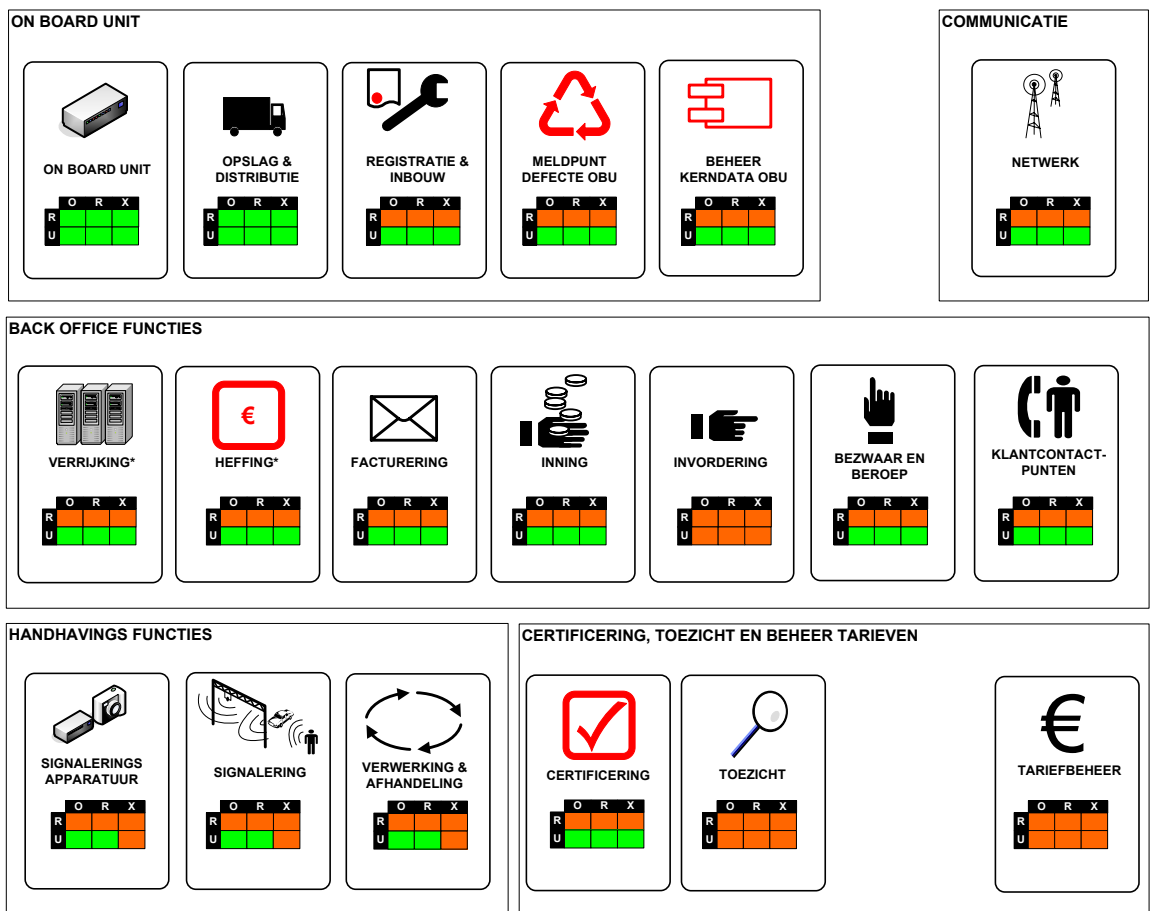 ON BOARD UNIT
COMMUNICATIE
ON BOARD UNIT
O R X
R
U
OPSLAG &
DISTRIBUTIE
O R X
R
U
REGISTRATIE &
INBOUW
O R X
R
U
MELDPUNT
DEFECTE OBU
O R X
R
U
BEHEER
KERNDATA OBU
O R X
R
U
NETWERK
O R X
R
U
BACK OFFICE FUNCTIES
VERRIJKING*
O R X
R
U
€
HEFFING*
O R X
R
U
FACTURERING
O R X
R
U
INNING
O R X
R
U
INVORDERING
O R X
R
U
BEZWAAR EN
BEROEP
O R X
R
U
KLANTCONTACT-
PUNTEN
O R X
R
U
HANDHAVINGS FUNCTIES
SIGNALERINGS
APPARATUUR
O R X
R
U
SIGNALERING
O R X
R
U
VERWERKING &
AFHANDELING
O R X
R
U
CERTIFICERING, TOEZICHT EN BEHEER TARIEVEN
CERTIFICERING
O R X
R
U
TOEZICHT
O R X
R
U
€
TARIEFBEHEER
O R X
R
U